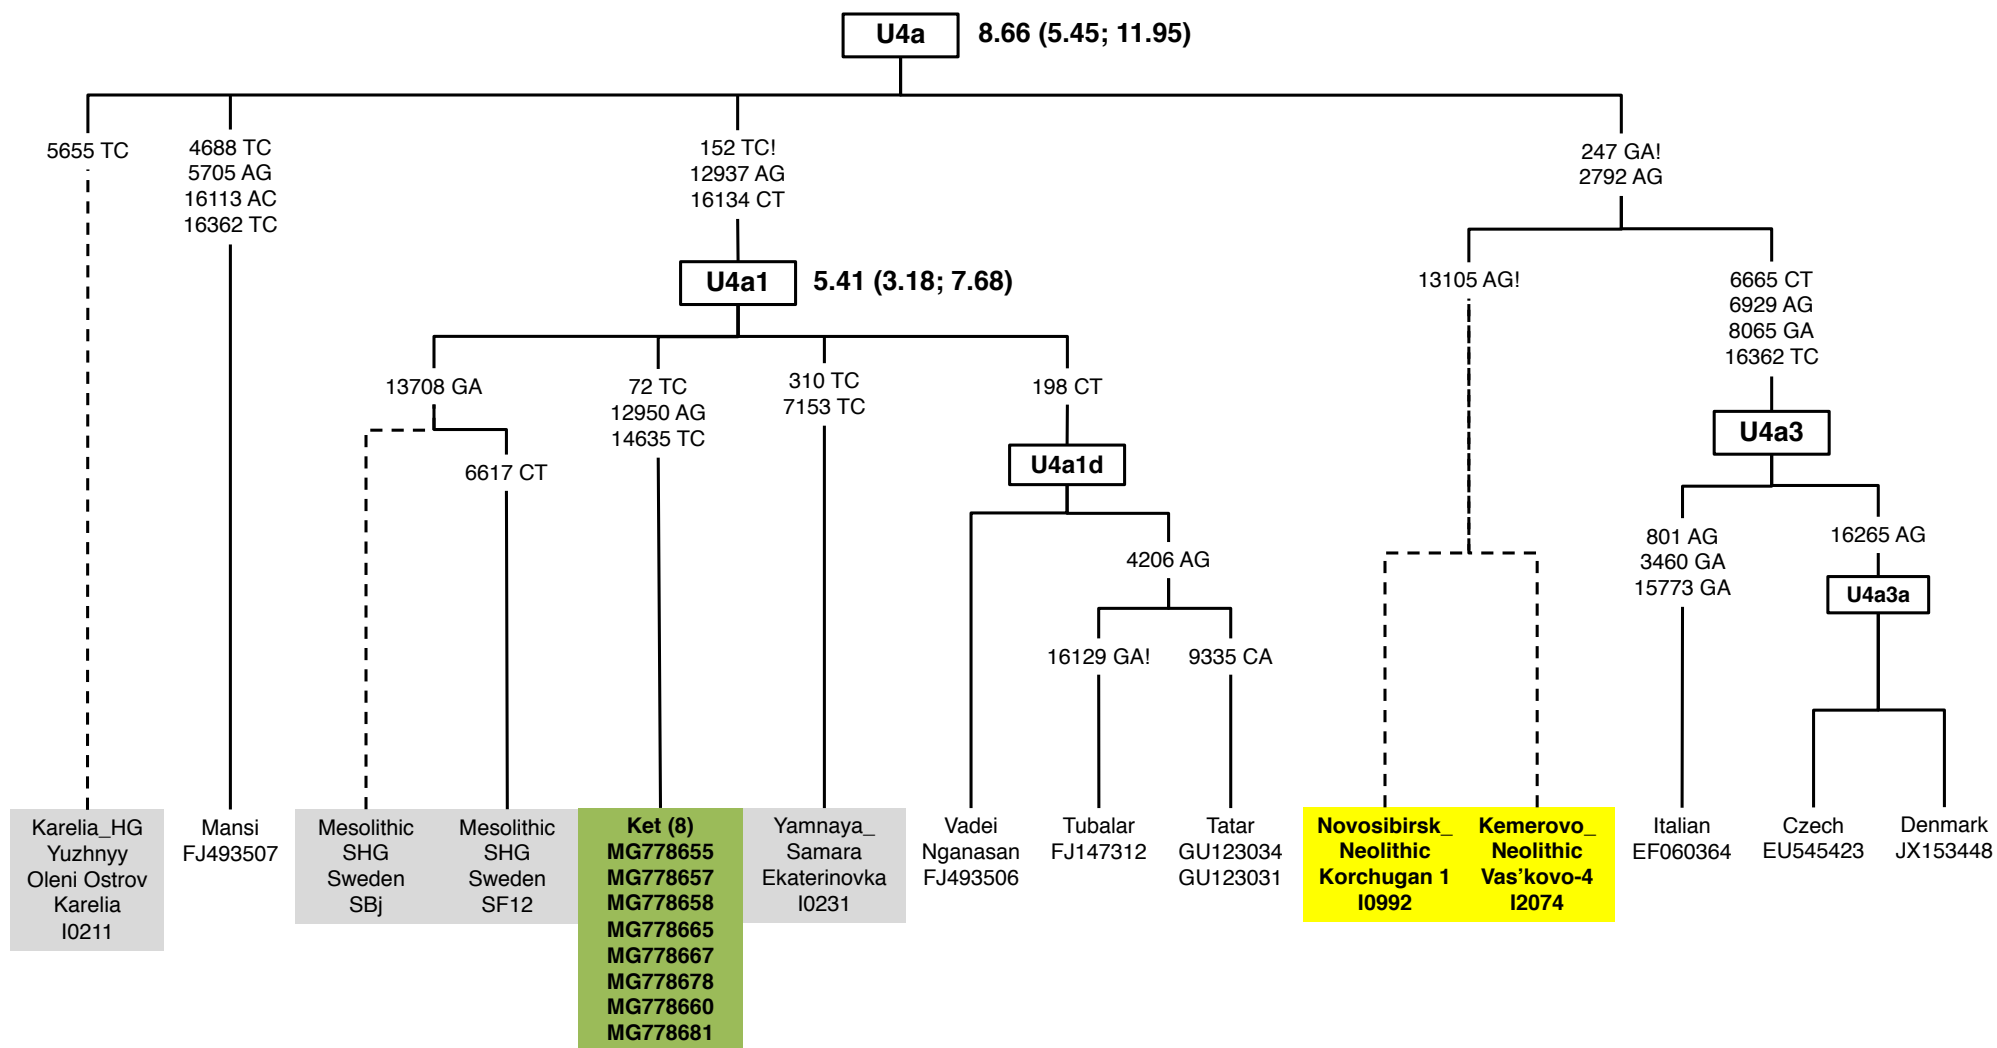 U4a 8.66 (5.45; 11.95)
5655 TC
4688 TC
5705 AG
16113 AC
16362 TC
152 TC!
12937 AG
16134 CT
247 GA!
2792 AG
U4a1 5.41 (3.18; 7.68)
13105 AG!
6665 CT
6929 AG
8065 GA
16362 TC
13708 GA
72 TC
12950 AG
14635 TC
310 TC
7153 TC
198 CT
U4a3
6617 CT
U4a1d
801 AG
3460 GA
15773 GA
16265 AG
4206 AG
U4a3a
16129 GA!
9335 CA
Karelia_HG
Yuzhnyy
Oleni Ostrov
Karelia
I0211
Mansi
FJ493507
Mesolithic
SHG
Sweden
SBj
Mesolithic
SHG
Sweden
SF12
Ket (8)
MG778655
MG778657
MG778658
MG778665
MG778667
MG778678
MG778660
MG778681
Yamnaya_
Samara
Ekaterinovka
I0231
Vadei
Nganasan
FJ493506
Tubalar
FJ147312
Tatar
GU123034
GU123031
Novosibirsk_
Neolithic
Korchugan 1
I0992
Kemerovo_
Neolithic
Vas’kovo-4
I2074
Italian
EF060364
Czech
EU545423
Denmark
JX153448